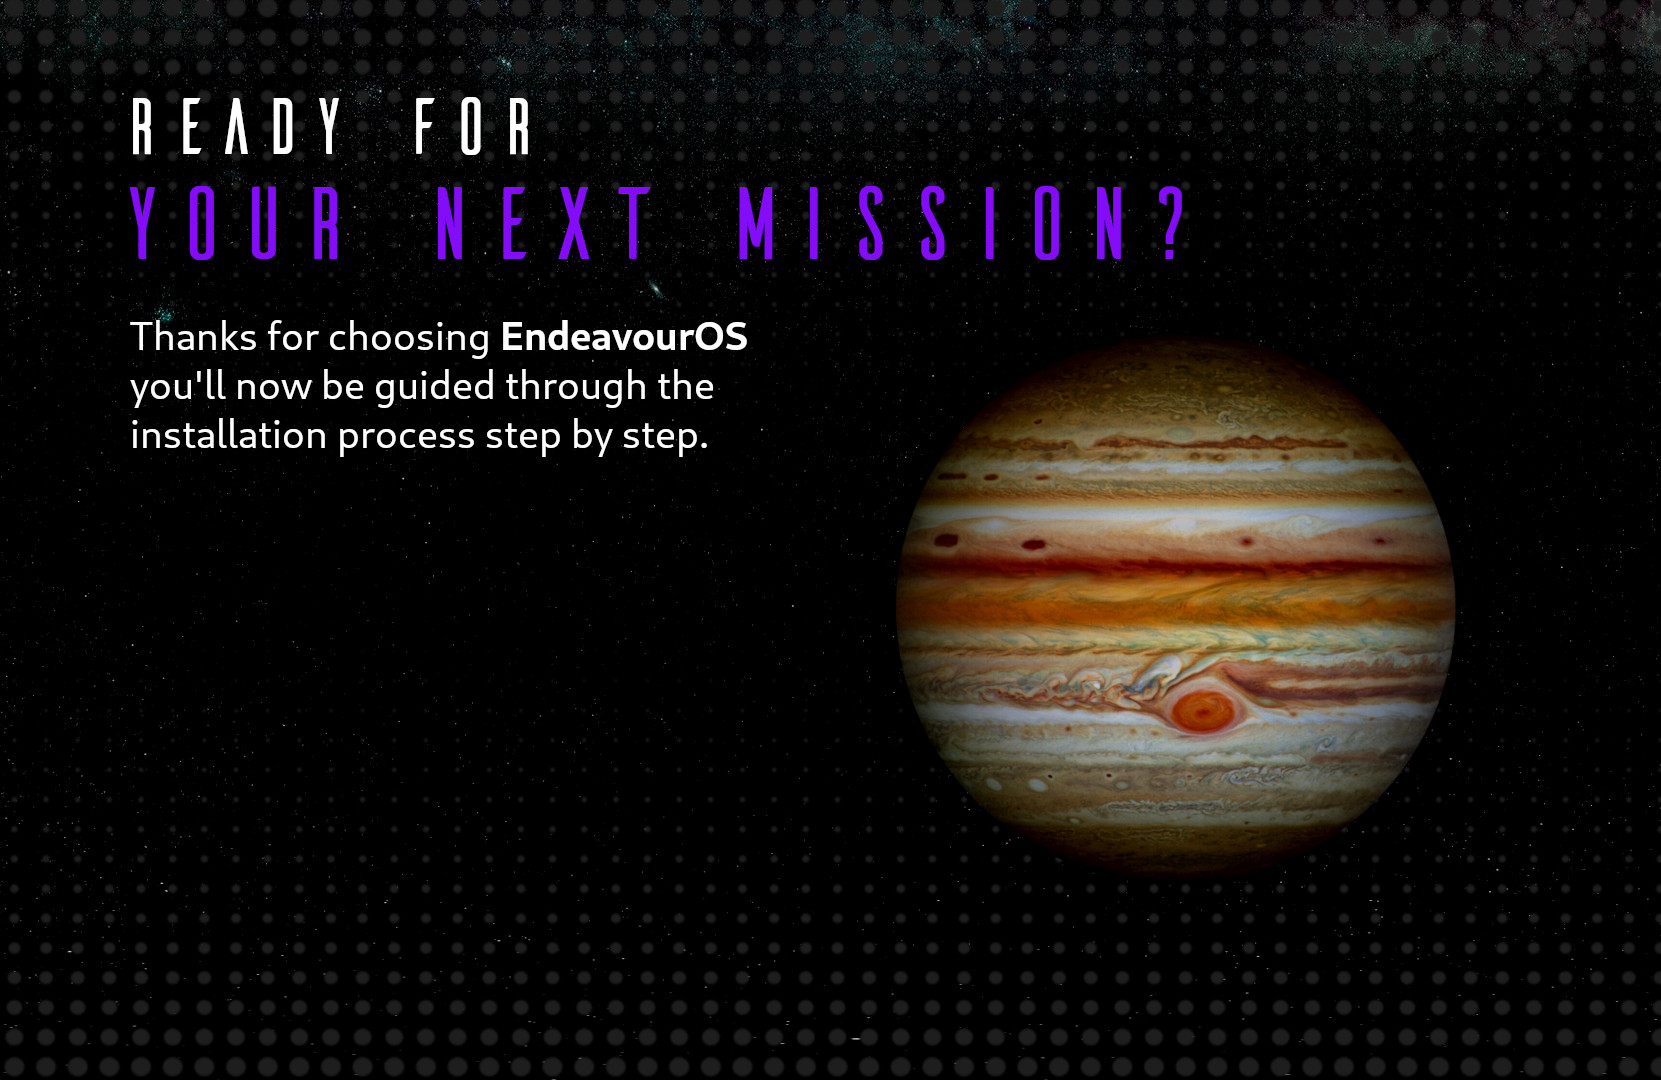 READY FOR
YOUR NEXT MISSION?
Thanks for choosing EndeavourOS
you'll now be guided through the
installation process step by step.